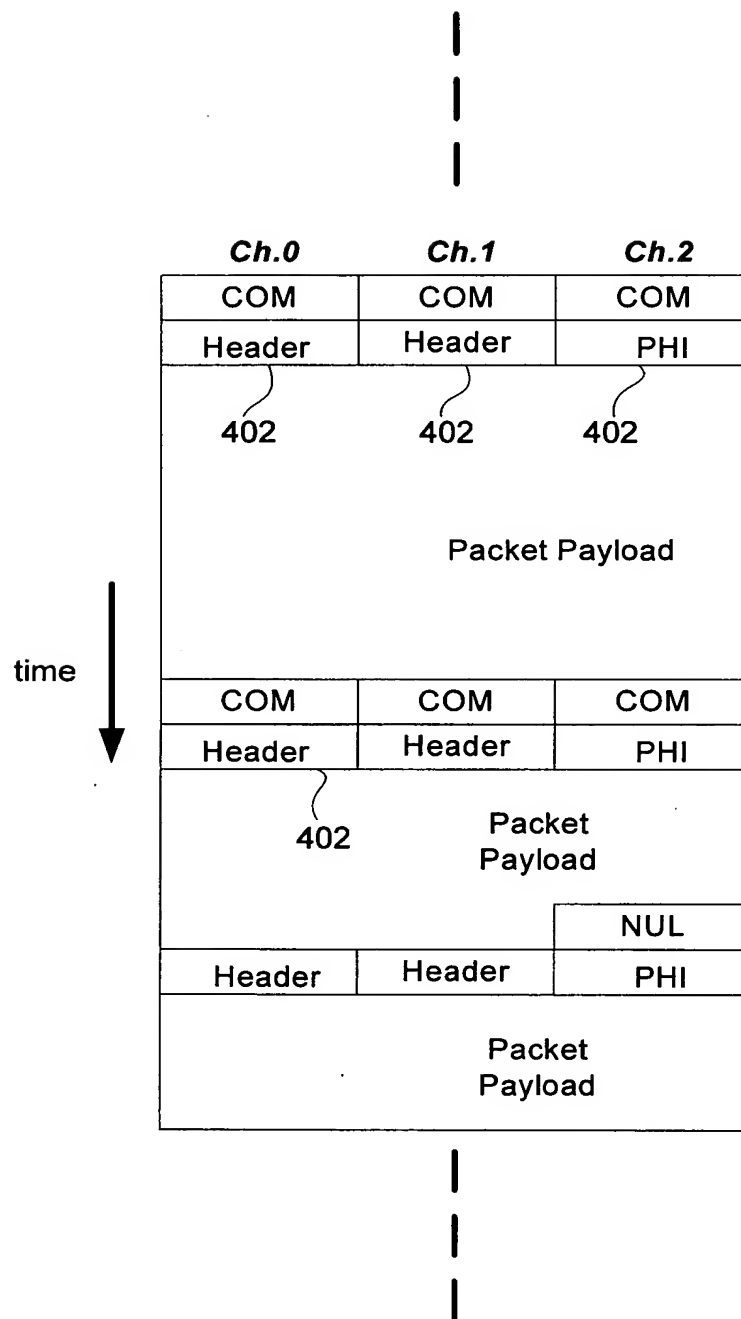 Ch.0 Ch.1 Ch.2
COM COM COM
Header Header PHI
402 402 402
Packet Payload
time
COM COM COM
Header Header PHI
402
Packet
Payload
NUL
Header Header PHI
Packet
Payload